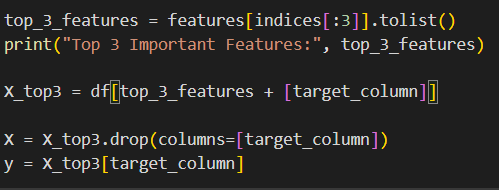 top_3_features = features[indices[:3]].tolist()
print("Top 3 Important Features:", top_3_features)
X_top3 = df[top_3_features + [target_column]]
X = X_top3.drop(columns=[target_column])
y = X_top3[target_column]